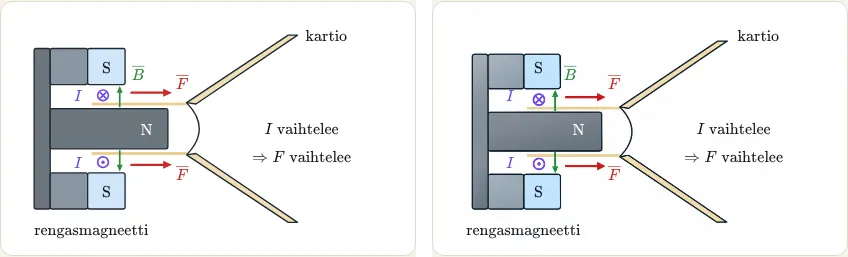 kartio
S
B
F
I
N
I vaihtelee
⇒ F vaihtelee
I
F
S
rengasmagneetti
kartio
S
B
F
I
N
I vaihtelee
⇒ F vaihtelee
I
F
S
rengasmagneetti